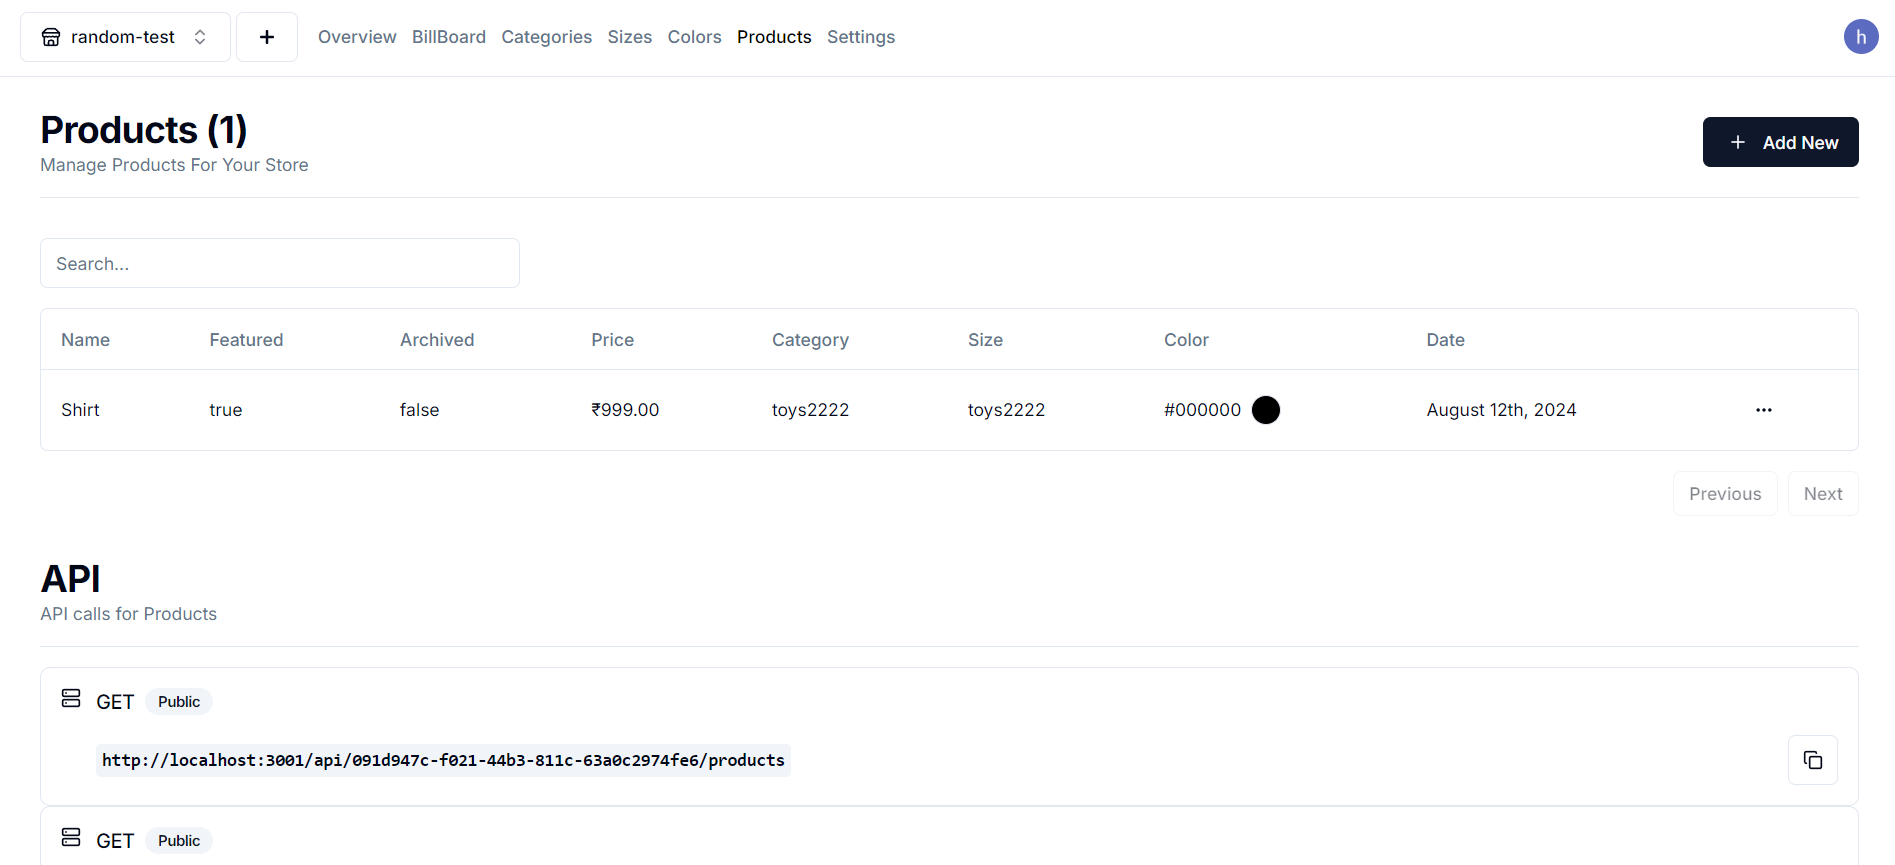 random-test
Overview BillBoard Categories Sizes Colors Products Settings
h
Products (1)
Manage Products For Your Store
+ Add New
Search...
Name Featured Archived Price Category Size Color Date
Shirt true false ₹999.00 toys2222 toys2222 #000000 August 12th, 2024
Previous Next
API
API calls for Products
GET Public
http://localhost:3001/api/091d947c-f021-44b3-811c-63a0c2974fe6/products
GET Public